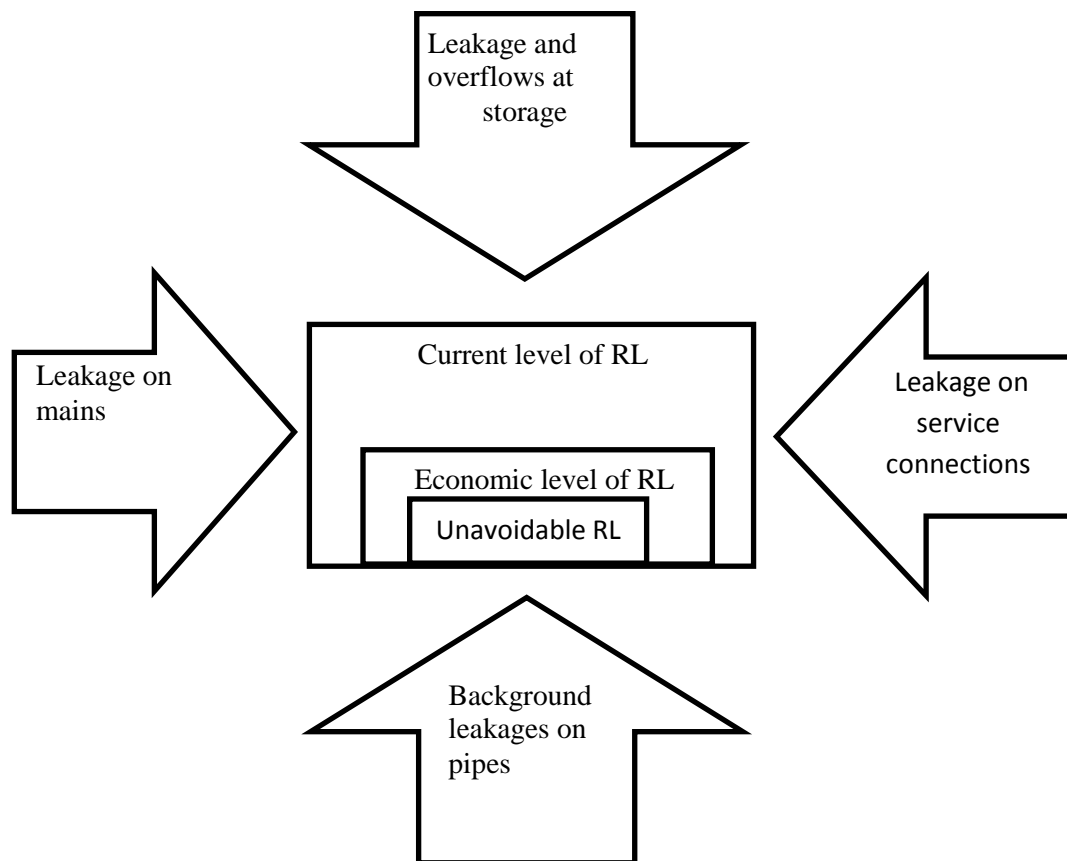 Leakage and
overflows at
storage
Leakage on
mains
Current level of RL
Economic level of RL
Unavoidable RL
Leakage on
service
connections
Background
leakages on
pipes